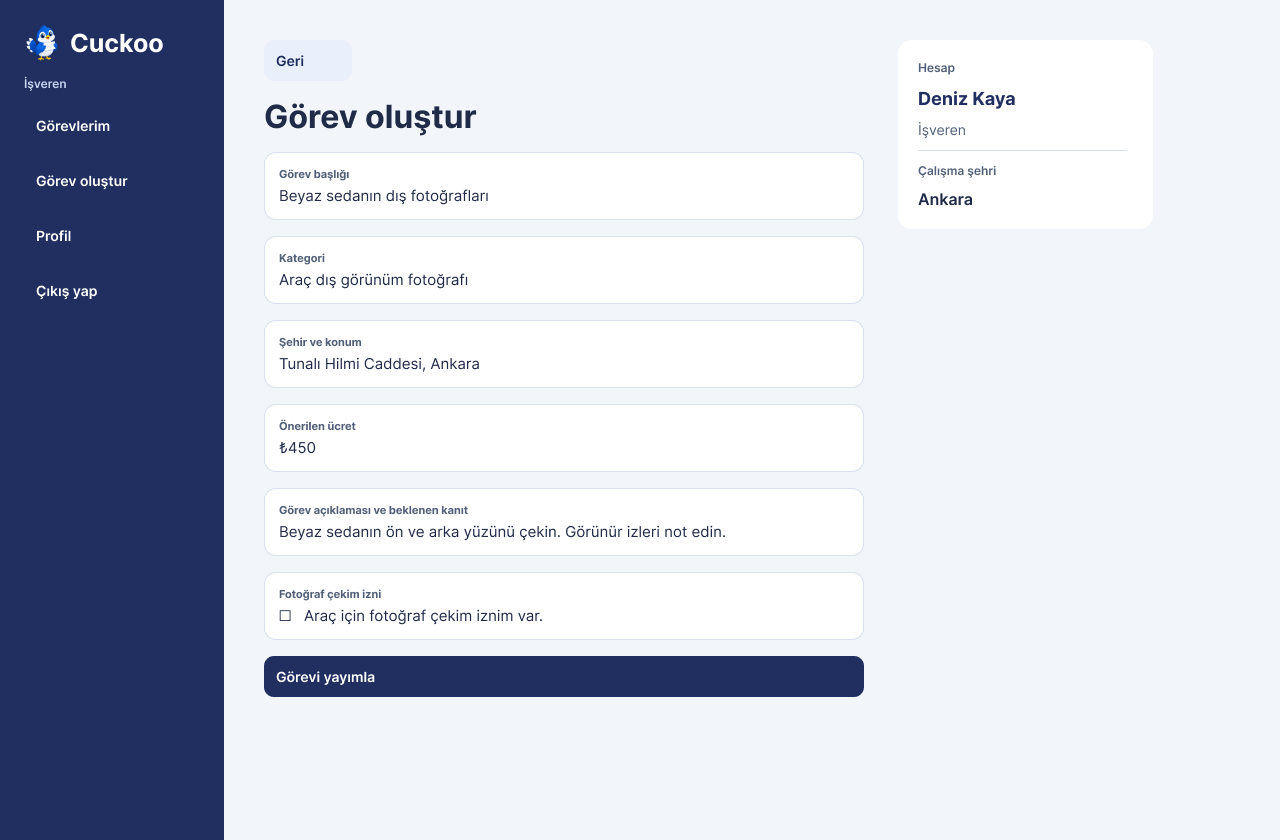 Cuckoo
İşveren
Görevlerim
Görev oluştur
Profil
Çıkış yap
Geri
Görev oluştur
Görev başlığı
Beyaz sedanın dış fotoğrafları
Kategori
Araç dış görünüm fotoğrafı
Şehir ve konum
Tunalı Hilmi Caddesi, Ankara
Önerilen ücret
₺450
Görev açıklaması ve beklenen kanıt
Beyaz sedanın ön ve arka yüzünü çekin. Görünür izleri not edin.
Fotoğraf çekim izni
☐ Araç için fotoğraf çekim iznim var.
Görevi yayımla
Hesap
Deniz Kaya
İşveren
Çalışma şehri
Ankara